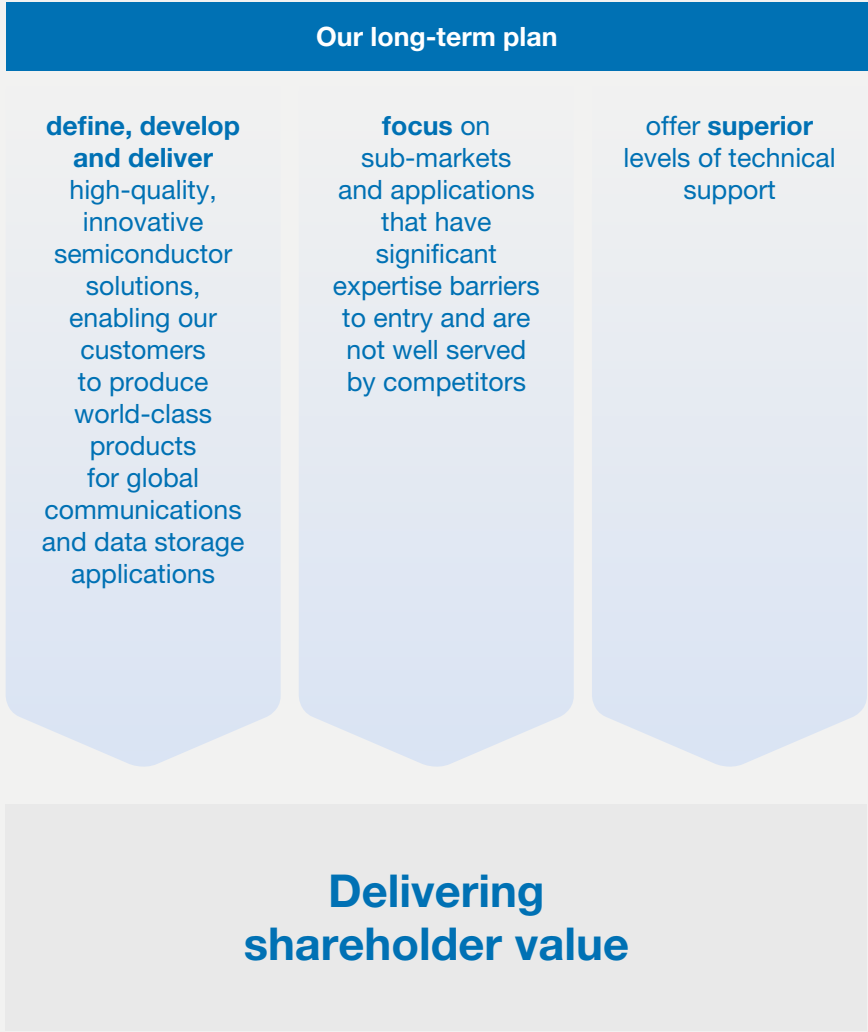 Our long-term plan
define, develop
and deliver
high-quality,
innovative
semiconductor
solutions,
enabling our
customers
to produce
world-class
products
for global
communications
and data storage
applications
focus on
sub-markets
and applications
that have
significant
expertise barriers
to entry and are
not well served
by competitors
offer superior
levels of technical
support
Delivering
shareholder value